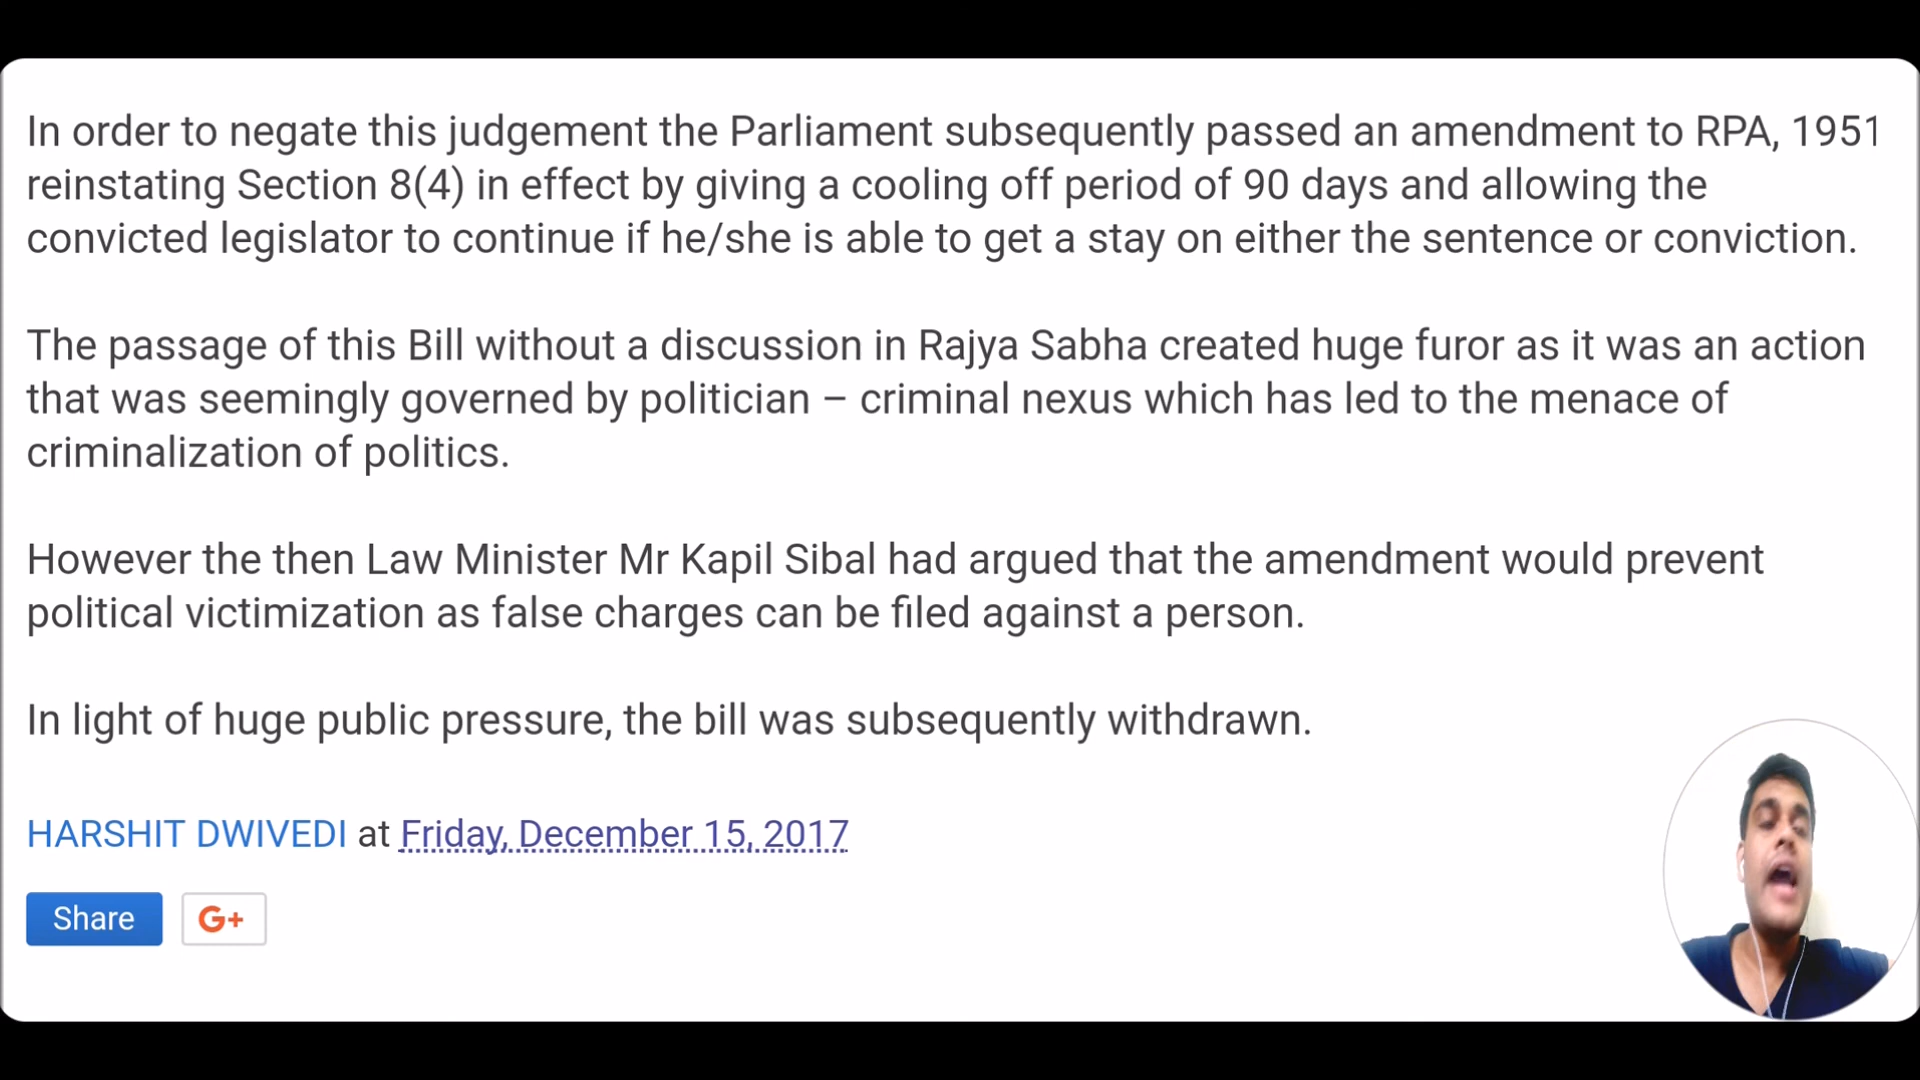 In order to negate this judgement the Parliament subsequently passed an amendment to RPA, 1951
reinstating Section 8(4) in effect by giving a cooling off period of 90 days and allowing the
convicted legislator to continue if he/she is able to get a stay on either the sentence or conviction.
The passage of this Bill without a discussion in Rajya Sabha created huge furor as it was an action
that was seemingly governed by politician – criminal nexus which has led to the menace of
criminalization of politics.
However the then Law Minister Mr Kapil Sibal had argued that the amendment would prevent
political victimization as false charges can be filed against a person.
In light of huge public pressure, the bill was subsequently withdrawn.
HARSHIT DWIVEDI at Friday, December 15, 2017
Share G+